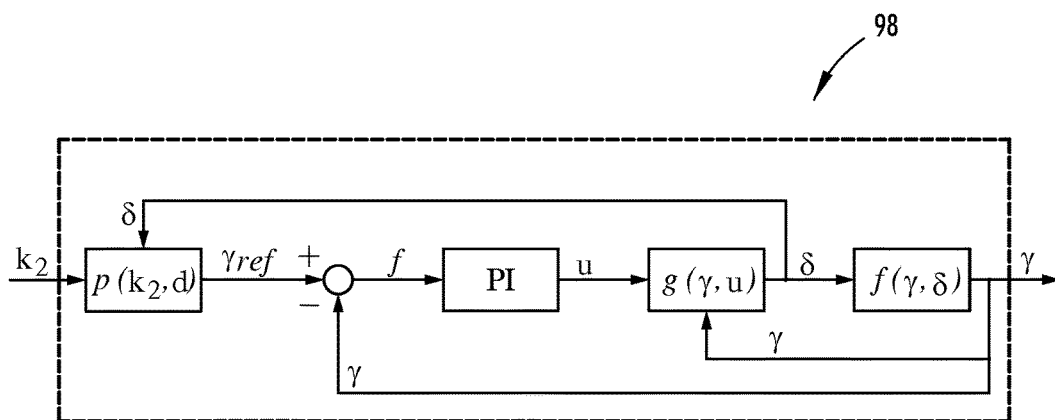 98
δ
k₂ p(k₂,d) γref + − f PI u g(γ,u) δ f(γ,δ) γ
γ
γ